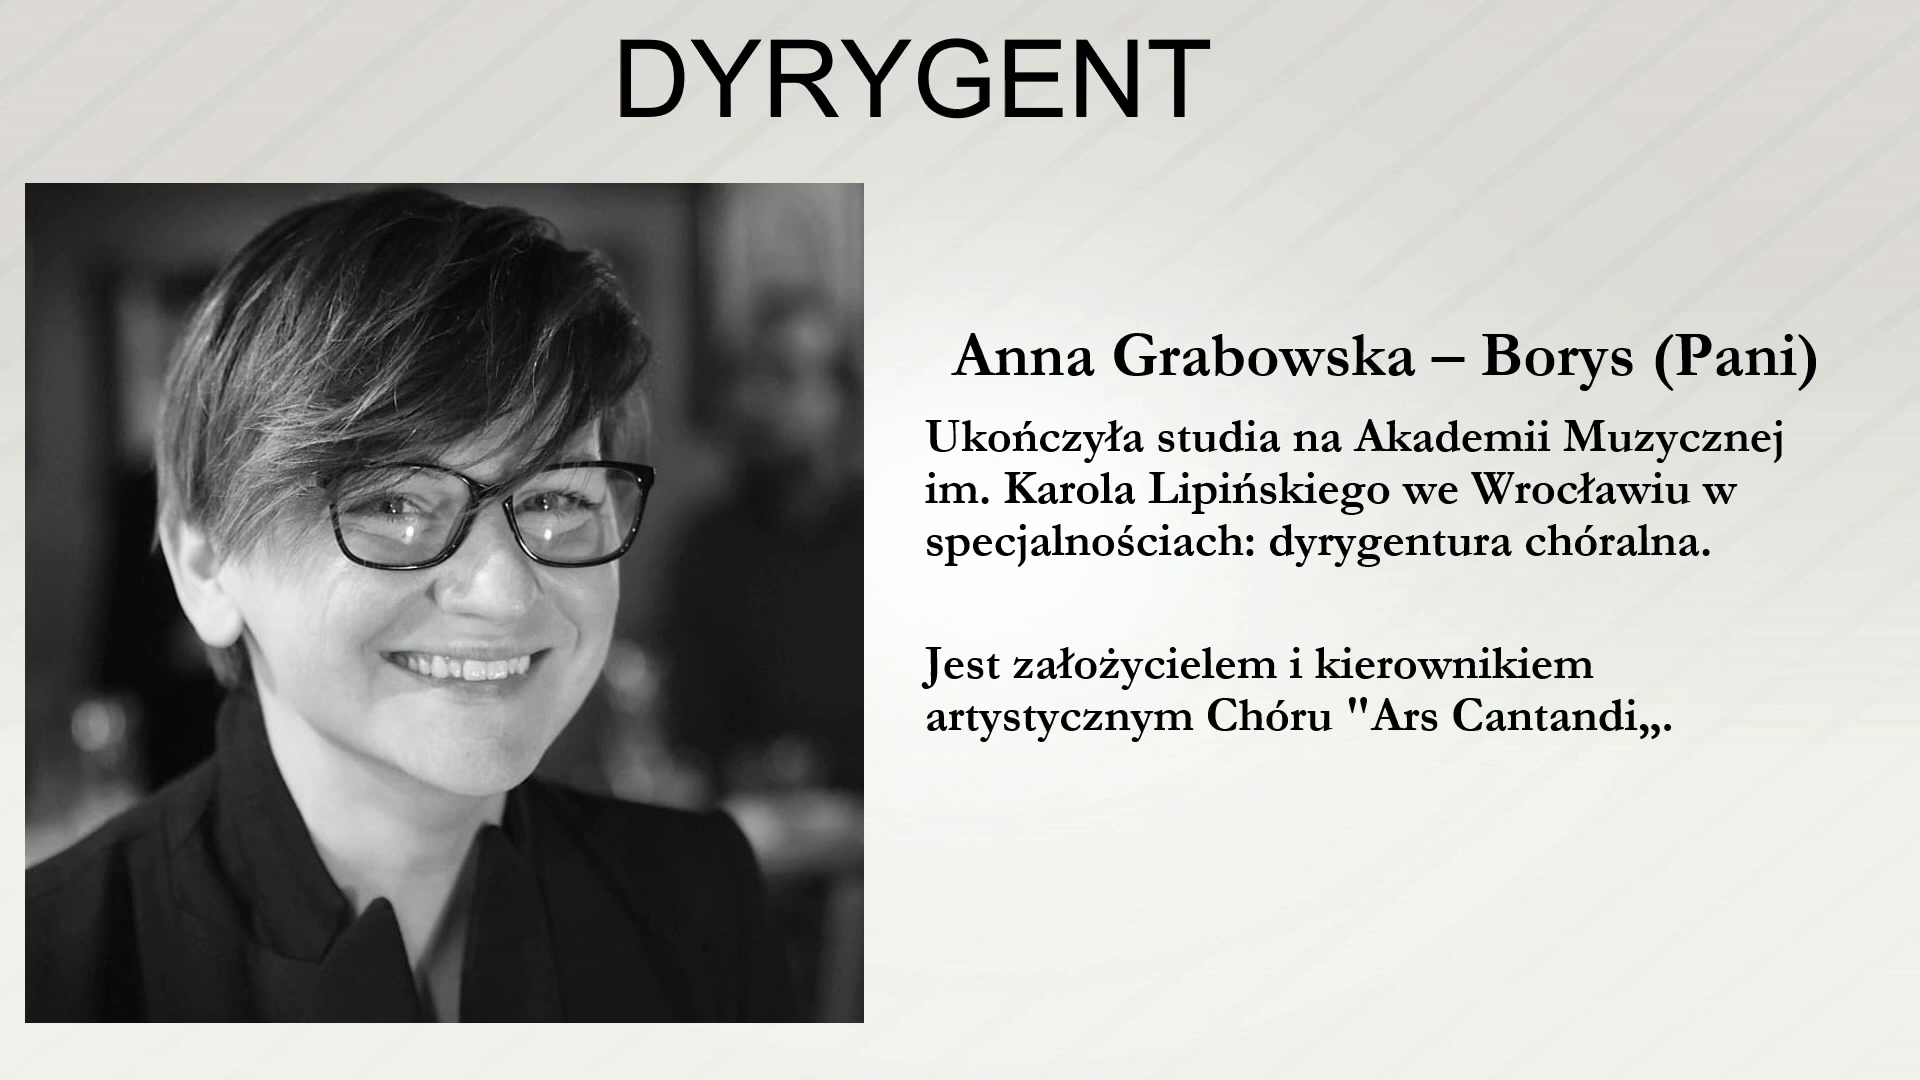 DYRYGENT
Anna Grabowska – Borys (Pani)
Ukończyła studia na Akademii Muzycznej
im. Karola Lipińskiego we Wrocławiu w
specjalnościach: dyrygentura chóralna.
Jest założycielem i kierownikiem
artystycznym Chóru "Ars Cantandi„.